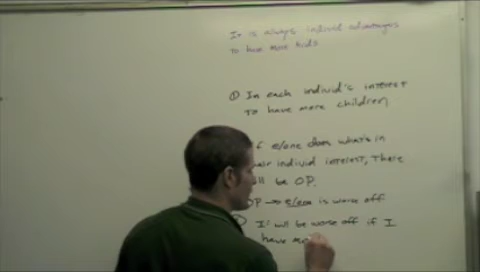 It is always individ advantageous
to have more kids
① In each individ's interest
to have more children
if e/one does what's in
their individ interest, there
will be OP.
OP → e/one is worse off
I'll be worse off if I
have mo